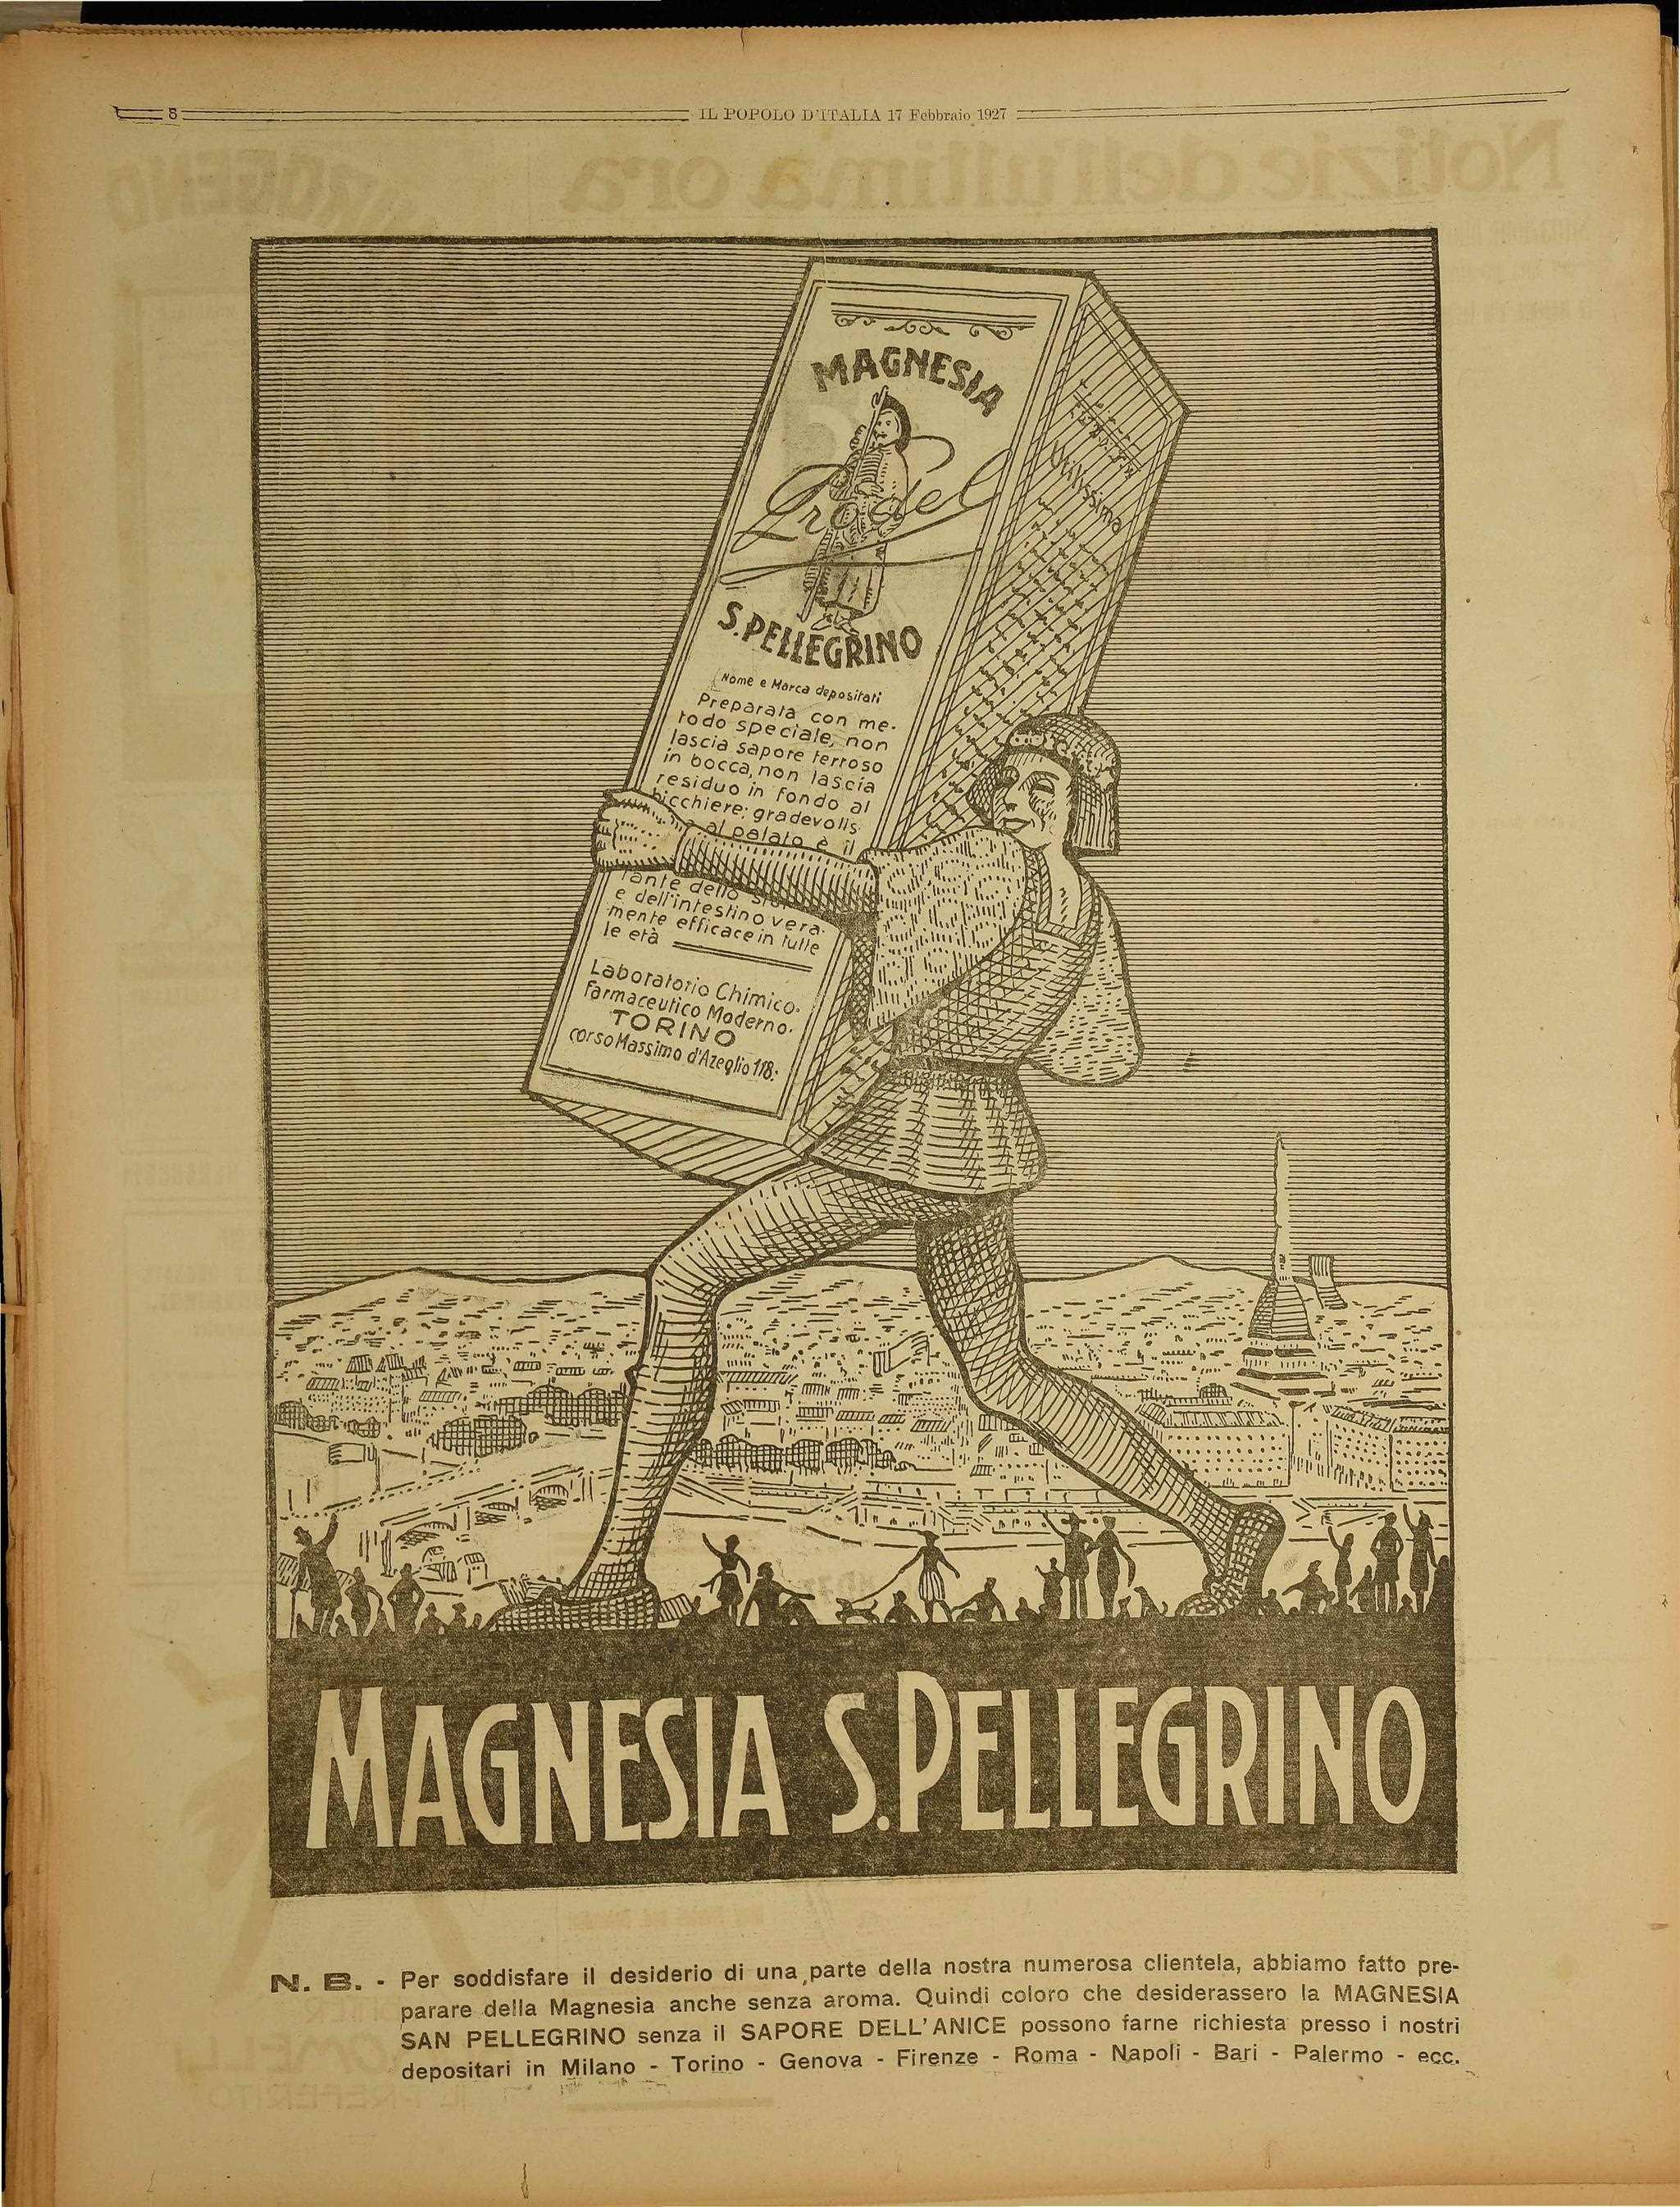 8
IL POPOLO D'ITALIA 17 Febbraio 1927
MAGNESIA
Prodel
S. PELLEGRINO
Nome e Marca depositati
Preparata con me-
todo speciale, non
lascia sapore terroso
in bocca, non lascia
residuo in fondo al
bicchiere; gradevolis
al palato è il
ante dello
e dell'intestino vera-
mente efficace in tutte
le età
Laboratorio Chimico-
Farmaceutico Moderno.
TORINO
corso Massimo d'Azeglio 118.
Utilissima
MAGNESIA S. PELLEGRINO
N. B. - Per soddisfare il desiderio di una parte della nostra numerosa clientela, abbiamo fatto pre-
parare della Magnesia anche senza aroma. Quindi coloro che desiderassero la MAGNESIA
SAN PELLEGRINO senza il SAPORE DELL'ANICE possono farne richiesta presso i nostri
depositari in Milano - Torino - Genova - Firenze - Roma - Napoli - Bari - Palermo - ecc.